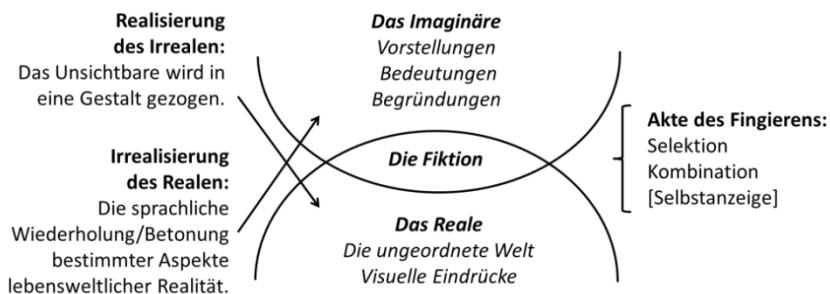 Realisierung
des Irrealen:
Das Unsichtbare wird in
eine Gestalt gezogen.
Irrealisierung
des Realen:
Die sprachliche
Wiederholung/Betonung
bestimmter Aspekte
lebensweltlicher Realität.
Das Imaginäre
Vorstellungen
Bedeutungen
Begründungen
Die Fiktion
Das Reale
Die ungeordnete Welt
Visuelle Eindrücke
Akte des Fingierens:
Selektion
Kombination
[Selbstanzeige]